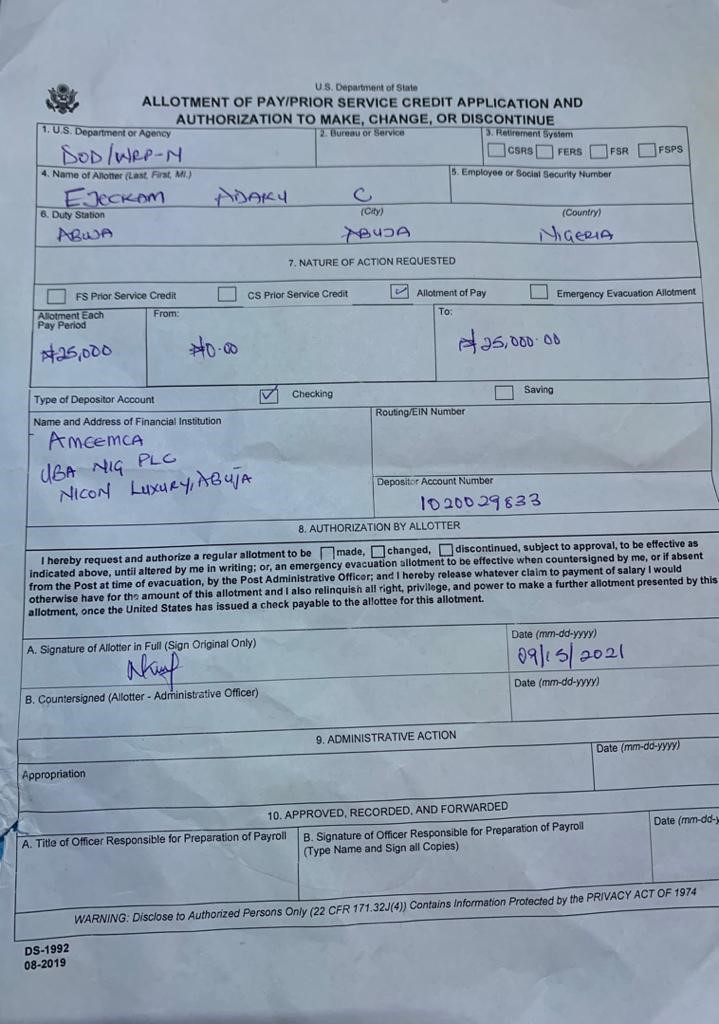 U.S. Department of State
ALLOTMENT OF PAY/PRIOR SERVICE CREDIT APPLICATION AND
AUTHORIZATION TO MAKE, CHANGE, OR DISCONTINUE
1. U.S. Department or Agency
DOD/WRP-N
2. Bureau or Service
3. Retirement System
CSRS FERS FSR FSPS
4. Name of Allotter (Last, First, MI.)
EJECKAM ADAKU C
5. Employee or Social Security Number
6. Duty Station (City) (Country)
ABUJA ABUJA NIGERIA
7. NATURE OF ACTION REQUESTED
FS Prior Service Credit CS Prior Service Credit Allotment of Pay Emergency Evacuation Allotment
Allotment Each
Pay Period
₦25,000
From:
₦0.00
To:
₦25,000.00
Type of Depositor Account Checking Saving
Name and Address of Financial Institution
AMCEMCA
UBA NIG PLC
NICON LUXURY, ABUJA
Routing/EIN Number
Depositor Account Number
1020029833
8. AUTHORIZATION BY ALLOTTER
I hereby request and authorize a regular allotment to be made, changed, discontinued, subject to approval, to be effective as
indicated above, until altered by me in writing; or, an emergency evacuation allotment to be effective when countersigned by me, or if absent
from the Post at time of evacuation, by the Post Administrative Officer; and I hereby release whatever claim to payment of salary I would
otherwise have for the amount of this allotment and I also relinquish all right, privilege, and power to make a further allotment presented by this
allotment, once the United States has issued a check payable to the allottee for this allotment.
A. Signature of Allotter in Full (Sign Original Only)
Date (mm-dd-yyyy)
09/15/2021
B. Countersigned (Allotter - Administrative Officer)
Date (mm-dd-yyyy)
9. ADMINISTRATIVE ACTION
Appropriation
Date (mm-dd-yyyy)
10. APPROVED, RECORDED, AND FORWARDED
A. Title of Officer Responsible for Preparation of Payroll
B. Signature of Officer Responsible for Preparation of Payroll
(Type Name and Sign all Copies)
Date (mm-dd-y
WARNING: Disclose to Authorized Persons Only (22 CFR 171.32J(4)) Contains Information Protected by the PRIVACY ACT OF 1974
DS-1992
08-2019